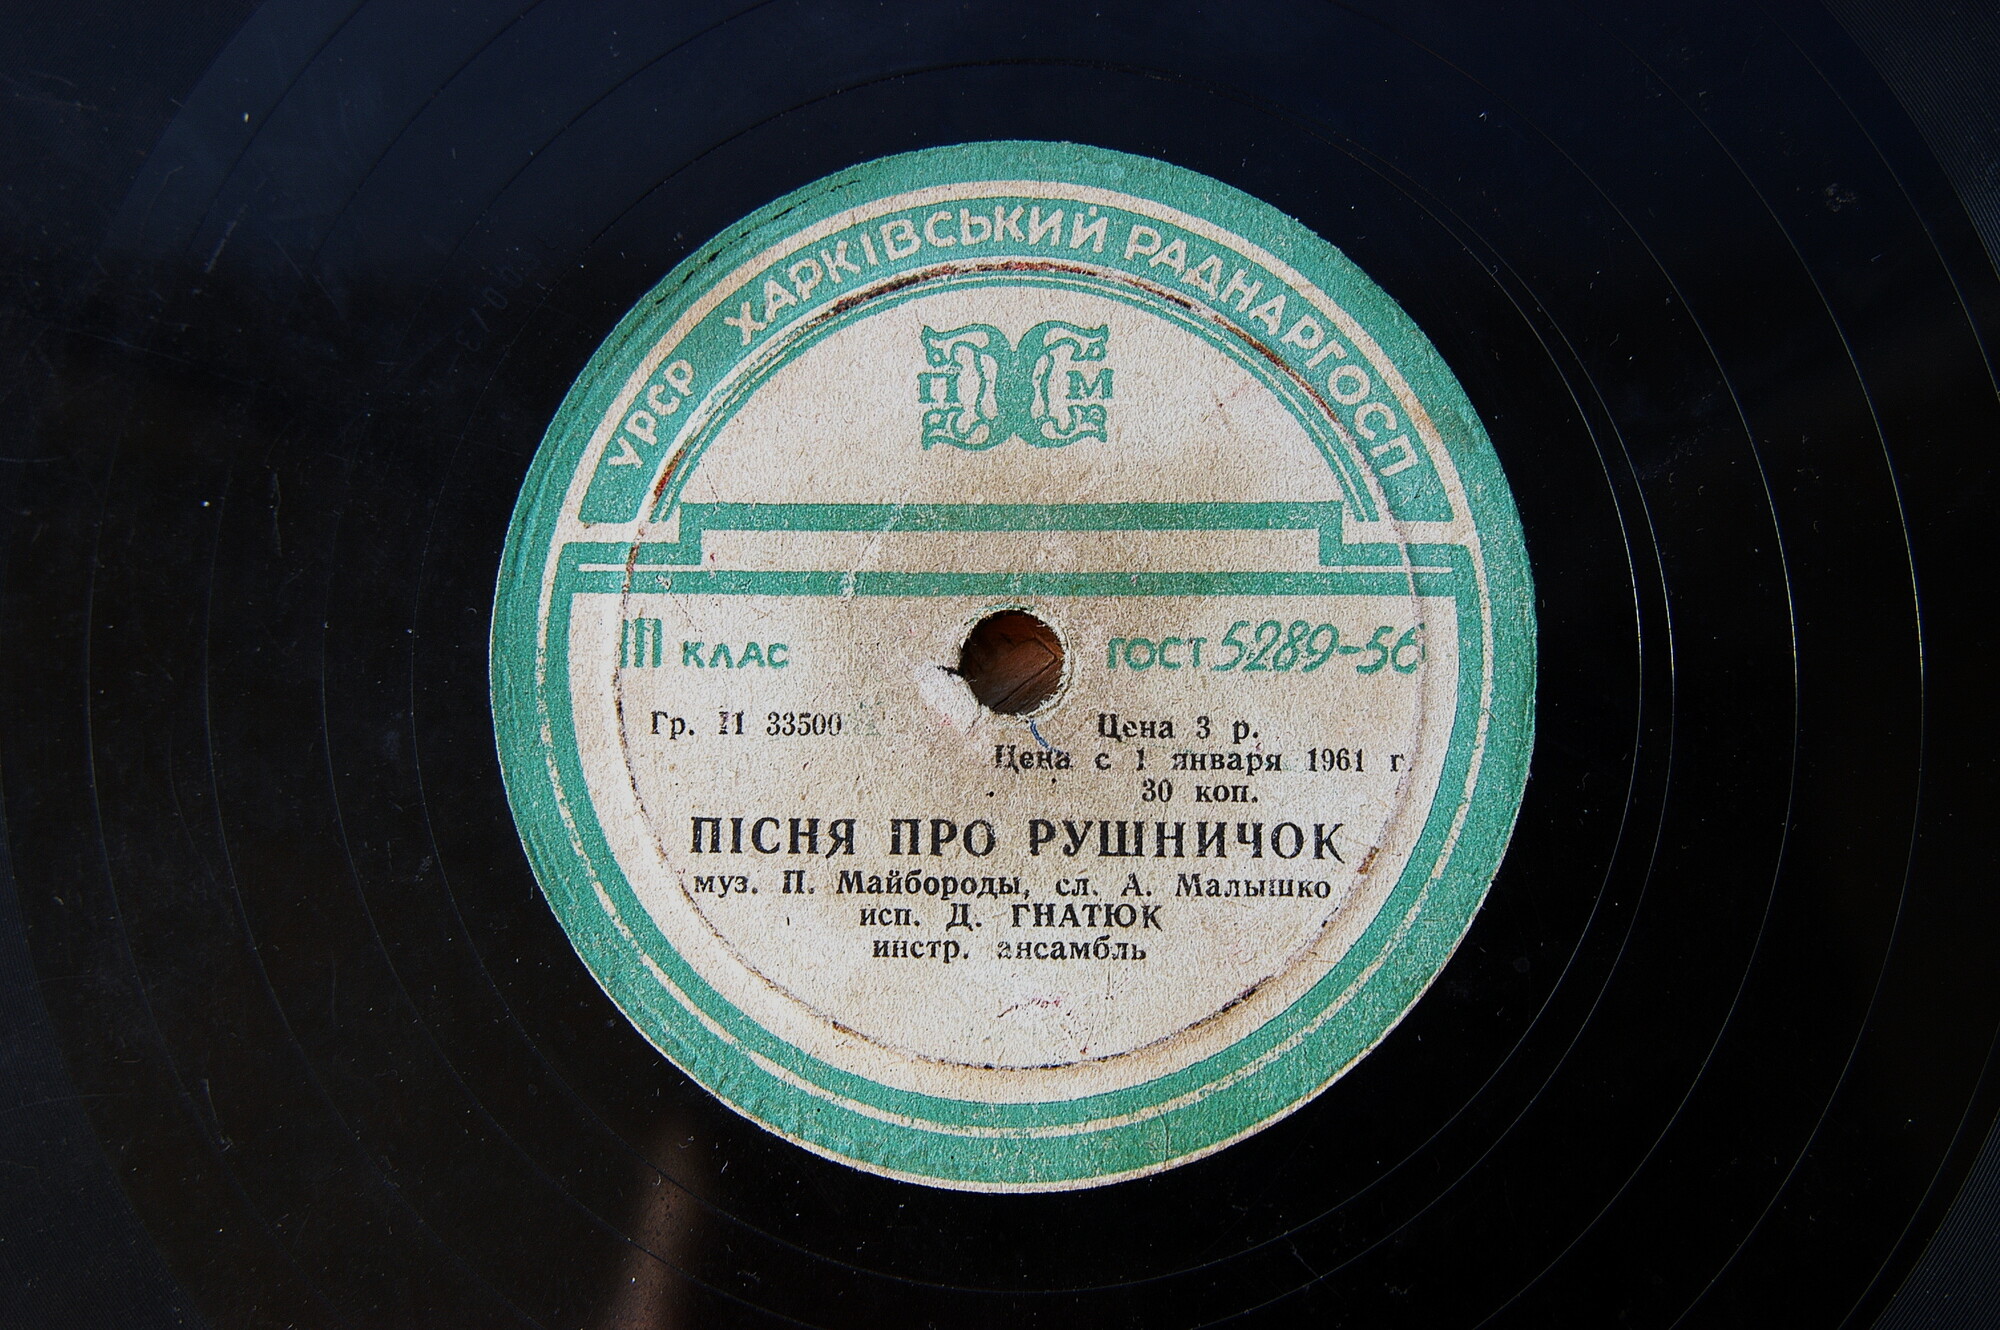 УРСР ХАРКІВСЬКИЙ РАДНАРГОСП
П М
III КЛАС ГОСТ 5289-56
Гр. II 33500 Цена 3 р.
Цена с 1 января 1961 г
30 коп.
ПІСНЯ ПРО РУШНИЧОК
муз. П. Майбороды, сл. А. Малышко
исп. Д. ГНАТЮК
инстр. ансамбль